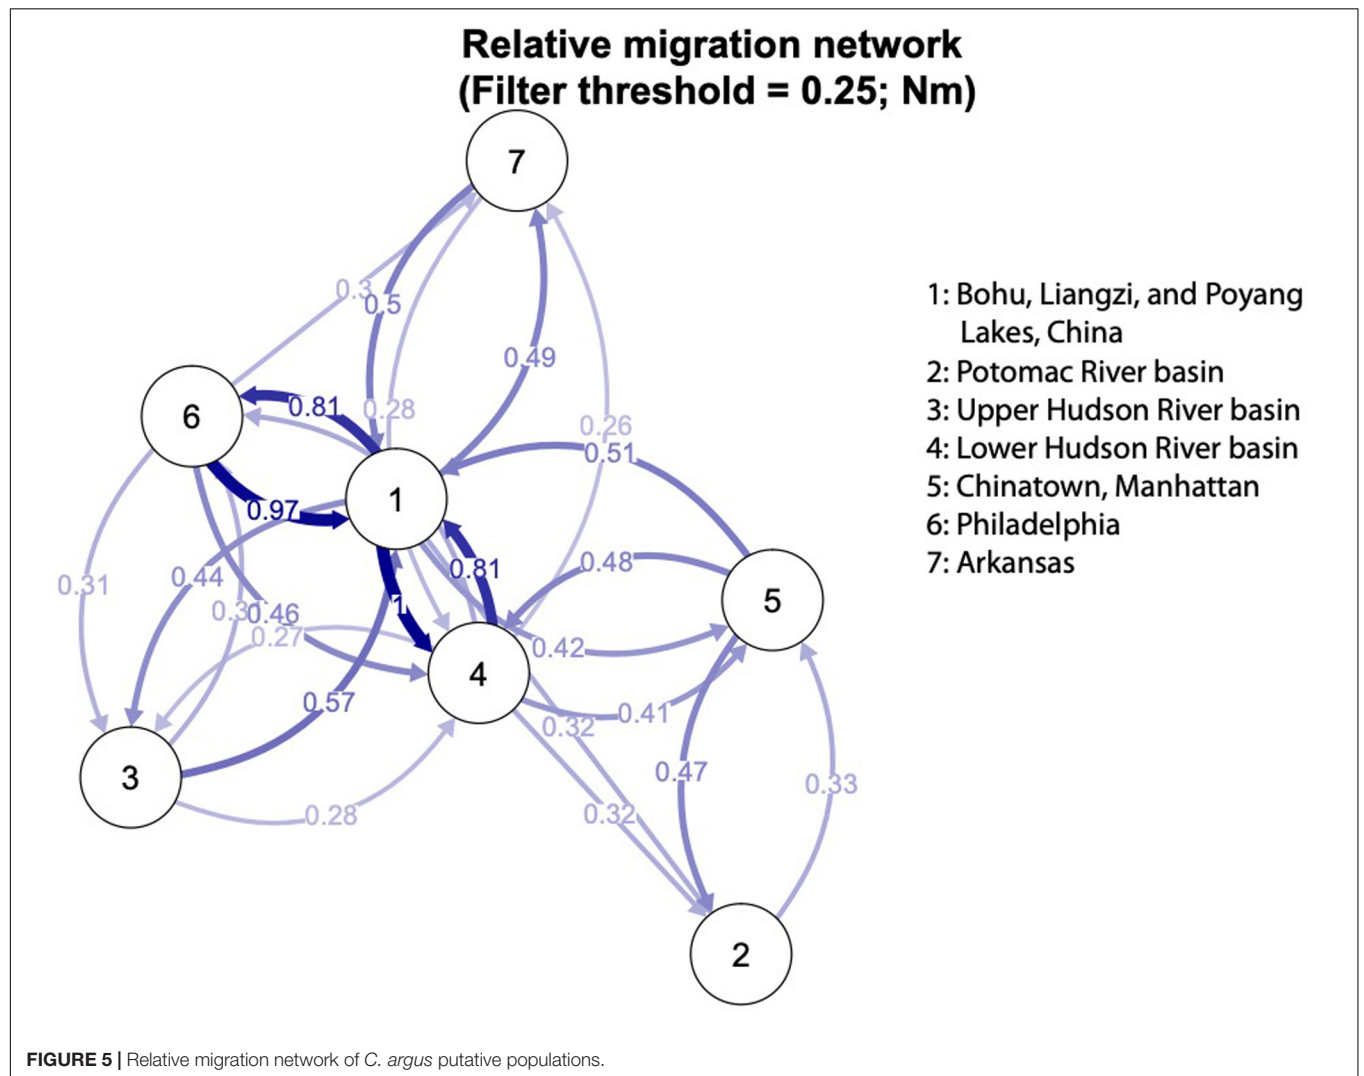 Relative migration network
(Filter threshold = 0.25; Nm)
7
0.3
0.5
0.49
0.81
0.28
6
0.26
0.51
1
0.97
0.81
0.48
0.31
0.44
1
5
0.46
0.27
0.42
4
0.57
0.41
0.32
3
0.47
0.33
0.28
0.32
2
1: Bohu, Liangzi, and Poyang
Lakes, China
2: Potomac River basin
3: Upper Hudson River basin
4: Lower Hudson River basin
5: Chinatown, Manhattan
6: Philadelphia
7: Arkansas
FIGURE 5 | Relative migration network of C. argus putative populations.